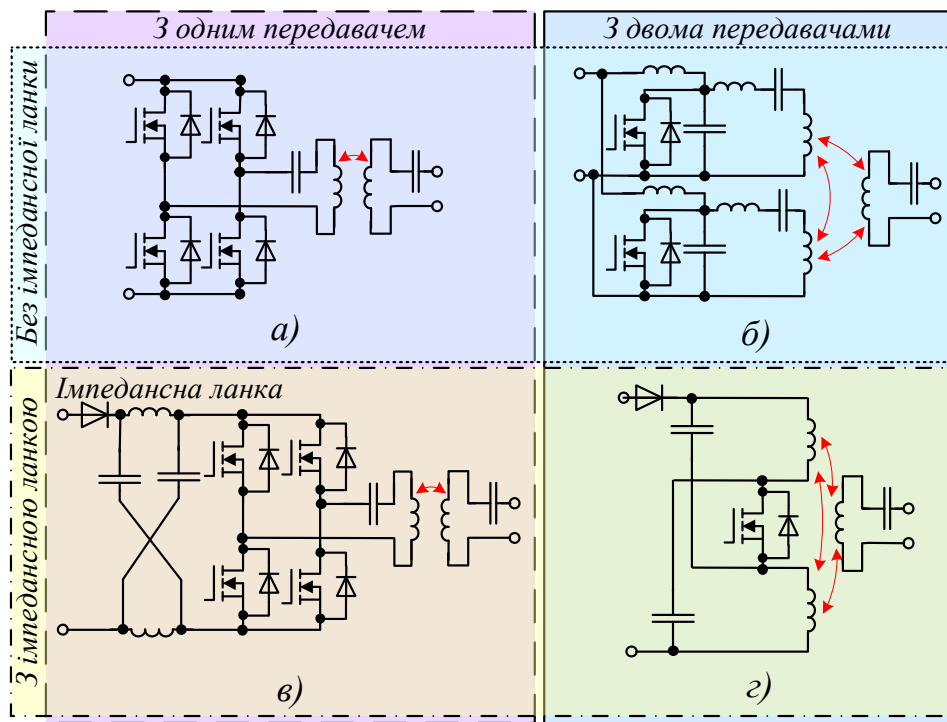 З одним передавачем
З двома передавачами
Без імпедансної ланки
а)
б)
З імпедансною ланкою
Імпедансна ланка
в)
г)